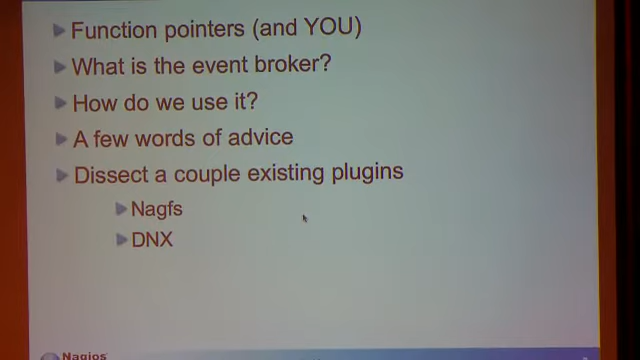 Function pointers (and YOU)
What is the event broker?
How do we use it?
A few words of advice
Dissect a couple existing plugins
Nagfs
DNX
Nagios